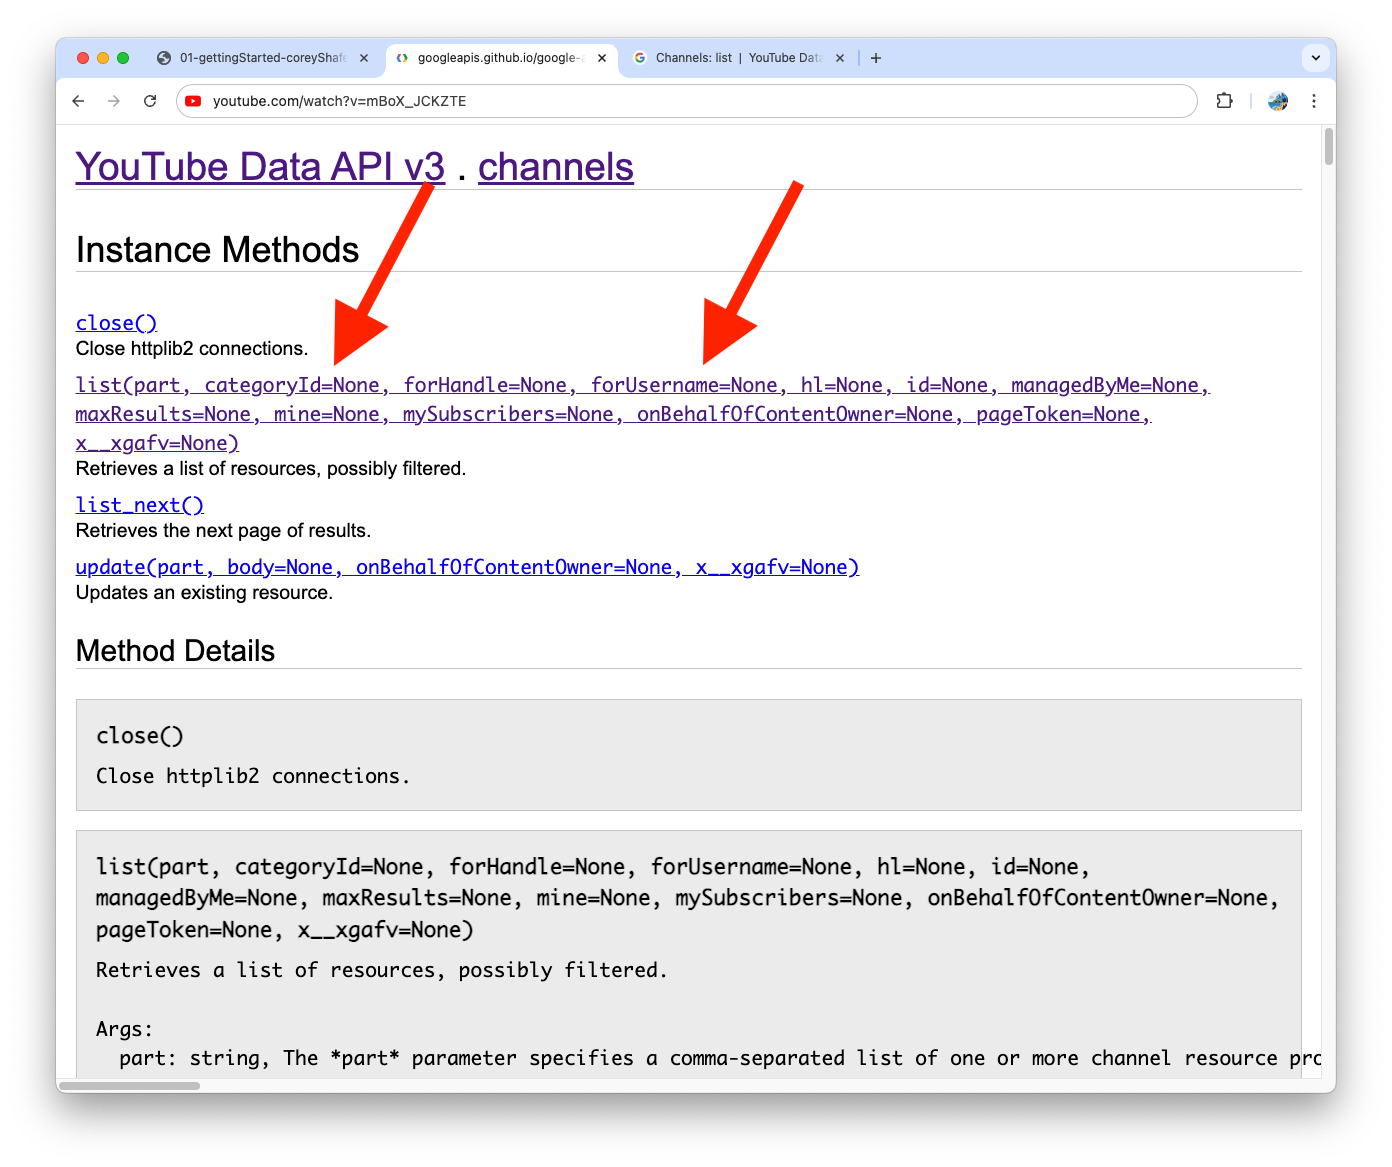 01-gettingStarted-coreyShafe
googleapis.github.io/google-a
Channels: list | YouTube Data
youtube.com/watch?v=mBoX_JCKZTE
YouTube Data API v3 . channels
Instance Methods
close()
Close httplib2 connections.
list(part, categoryId=None, forHandle=None, forUsername=None, hl=None, id=None, managedByMe=None,
maxResults=None, mine=None, mySubscribers=None, onBehalfOfContentOwner=None, pageToken=None,
x__xgafv=None)
Retrieves a list of resources, possibly filtered.
list_next()
Retrieves the next page of results.
update(part, body=None, onBehalfOfContentOwner=None, x__xgafv=None)
Updates an existing resource.
Method Details
close()
Close httplib2 connections.
list(part, categoryId=None, forHandle=None, forUsername=None, hl=None, id=None,
managedByMe=None, maxResults=None, mine=None, mySubscribers=None, onBehalfOfContentOwner=None,
pageToken=None, x__xgafv=None)
Retrieves a list of resources, possibly filtered.
Args:
part: string, The *part* parameter specifies a comma-separated list of one or more channel resource pro